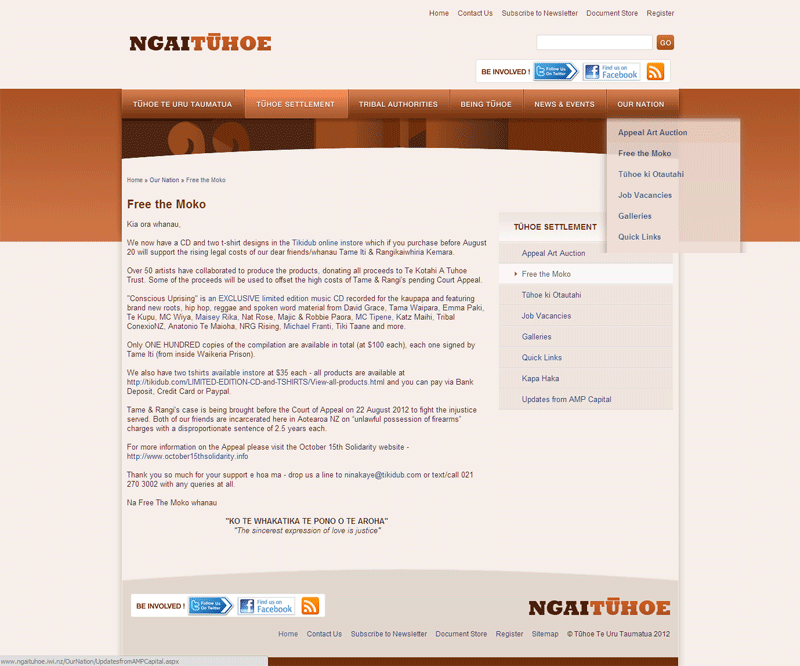 Home Contact Us Subscribe to Newsletter Document Store Register
NGAITŪHOE
GO
BE INVOLVED ! Follow Us On Twitter Find us on Facebook
TŪHOE TE URU TAUMATUA TŪHOE SETTLEMENT TRIBAL AUTHORITIES BEING TŪHOE NEWS & EVENTS OUR NATION
Appeal Art Auction
Free the Moko
Tūhoe ki Otautahi
Job Vacancies
Galleries
Quick Links
Home » Our Nation » Free the Moko
Free the Moko
Kia ora whanau,
We now have a CD and two t-shirt designs in the Tikidub online instore which if you purchase before August
20 will support the rising legal costs of our dear friends/whanau Tame Iti & Rangikaiwhiria Kemara.
Over 50 artists have collaborated to produce the products, donating all proceeds to Te Kotahi A Tuhoe
Trust. Some of the proceeds will be used to offset the high costs of Tame & Rangi's pending Court Appeal.
"Conscious Uprising" is an EXCLUSIVE limited edition music CD recorded for the kaupapa and featuring
brand new roots, hip hop, reggae and spoken word material from David Grace, Tama Waipara, Emma Paki,
Te Kupu, MC Wiya, Maisey Rika, Nat Rose, Majic & Robbie Paora, MC Tipene, Katz Maihi, Tribal
ConexioNZ, Anatonio Te Maioha, NRG Rising, Michael Franti, Tiki Taane and more.
Only ONE HUNDRED copies of the compilation are available in total (at $100 each), each one signed by
Tame Iti (from inside Waikeria Prison).
We also have two tshirts available instore at $35 each - all products are available at
http://tikidub.com/LIMITED-EDITION-CD-and-TSHIRTS/View-all-products.html and you can pay via Bank
Deposit, Credit Card or Paypal.
Tame & Rangi's case is being brought before the Court of Appeal on 22 August 2012 to fight the injustice
served. Both of our friends are incarcerated here in Aotearoa NZ on "unlawful possession of firearms"
charges with a disproportionate sentence of 2.5 years each.
For more information on the Appeal please visit the October 15th Solidarity website -
http://www.october15thsolidarity.info
Thank you so much for your support e hoa ma - drop us a line to ninakaye@tikidub.com or text/call 021
270 3002 with any queries at all.
Na Free The Moko whanau
"KO TE WHAKATIKA TE PONO O TE AROHA"
"The sincerest expression of love is justice"
TŪHOE SETTLEMENT
Appeal Art Auction
Free the Moko
Tūhoe ki Otautahi
Job Vacancies
Galleries
Quick Links
Kapa Haka
Updates from AMP Capital
BE INVOLVED ! Follow Us On Twitter Find us on Facebook
NGAITŪHOE
Home Contact Us Subscribe to Newsletter Document Store Register Sitemap © Tūhoe Te Uru Taumatua 2012
www.ngaituhoe.iwi.nz/OurNation/UpdatesfromAMPCapital.aspx